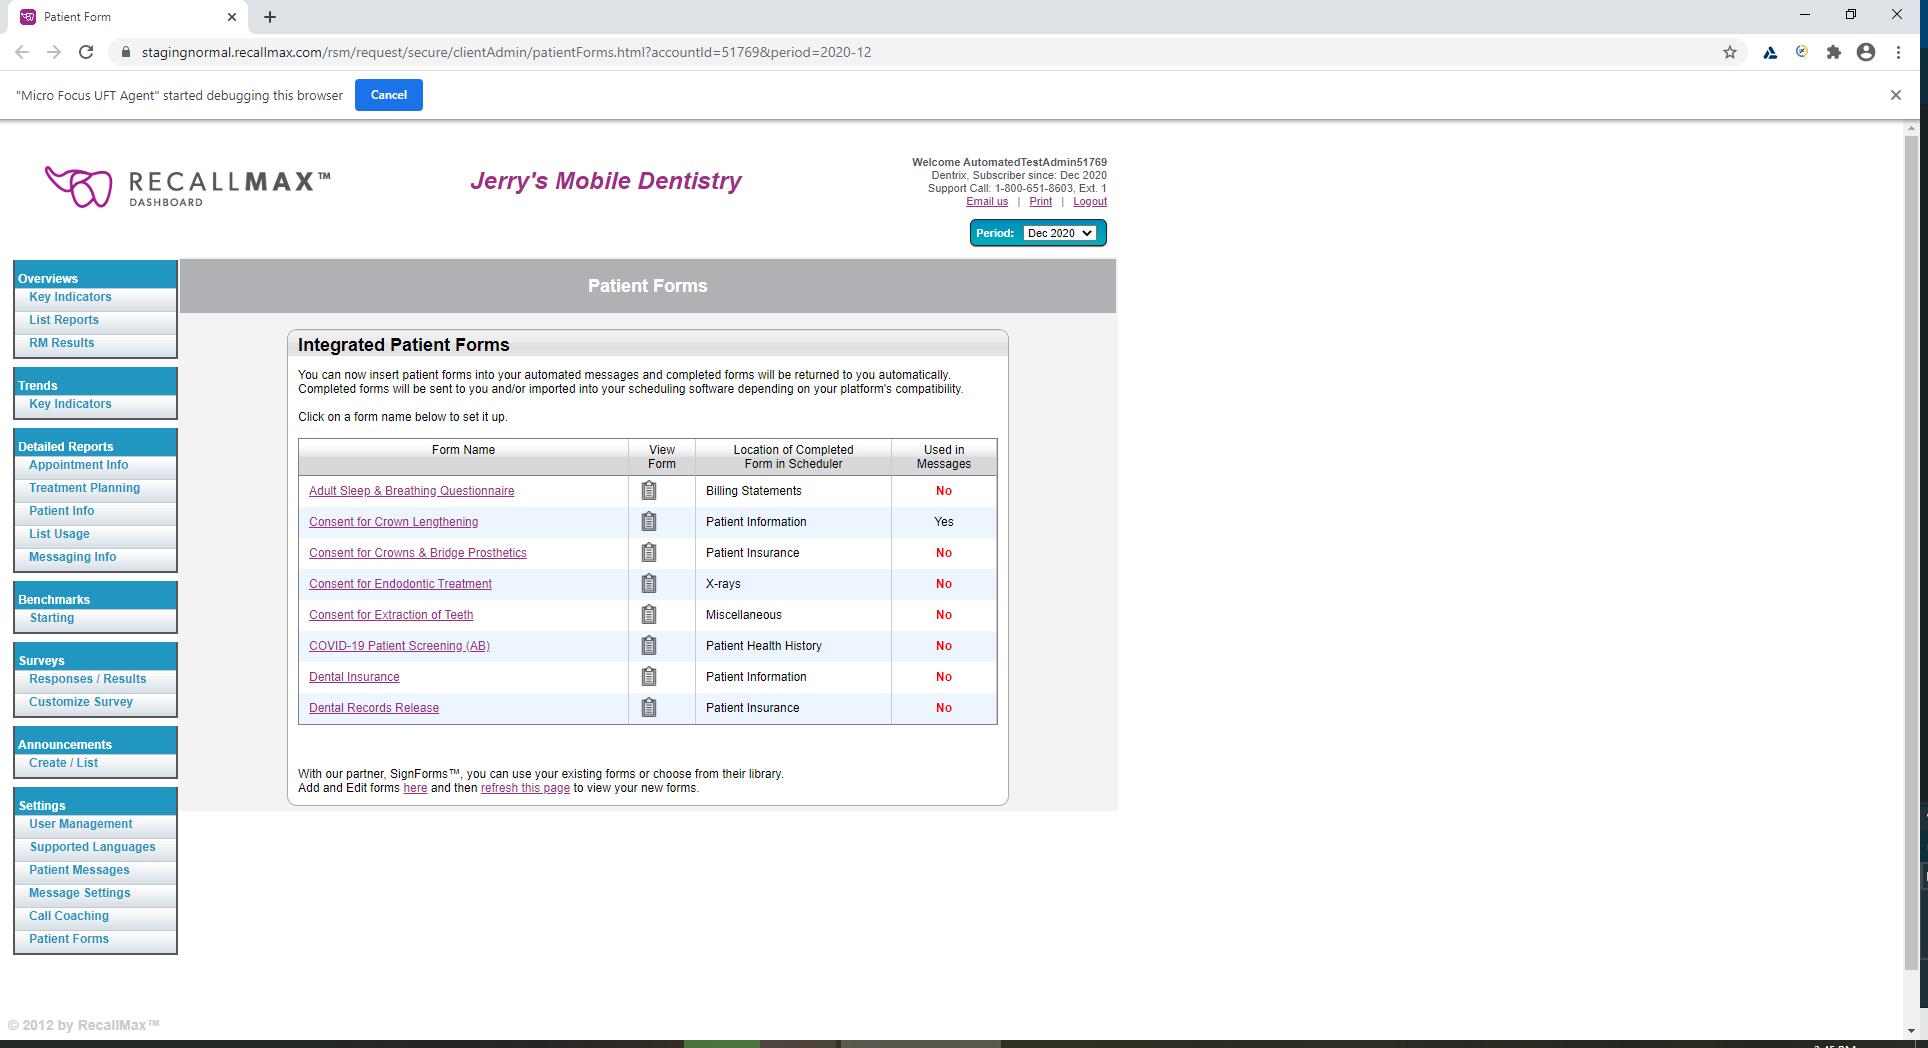 Patient Form
stagingnormal.recallmax.com/rsm/request/secure/clientAdmin/patientForms.html?accountId=51769&period=2020-12
"Micro Focus UFT Agent" started debugging this browser
Cancel
RECALLMAX™
DASHBOARD
Jerry's Mobile Dentistry
Welcome AutomatedTestAdmin51769
Dentrix, Subscriber since: Dec 2020
Support Call: 1-800-651-8603, Ext. 1
Email us | Print | Logout
Period: Dec 2020
Overviews
Key Indicators
List Reports
RM Results
Trends
Key Indicators
Detailed Reports
Appointment Info
Treatment Planning
Patient Info
List Usage
Messaging Info
Benchmarks
Starting
Surveys
Responses / Results
Customize Survey
Announcements
Create / List
Settings
User Management
Supported Languages
Patient Messages
Message Settings
Call Coaching
Patient Forms
Patient Forms
Integrated Patient Forms
You can now insert patient forms into your automated messages and completed forms will be returned to you automatically.
Completed forms will be sent to you and/or imported into your scheduling software depending on your platform's compatibility.
Click on a form name below to set it up.
Form Name View Form Location of Completed Form in Scheduler Used in Messages
Adult Sleep & Breathing Questionnaire Billing Statements No
Consent for Crown Lengthening Patient Information Yes
Consent for Crowns & Bridge Prosthetics Patient Insurance No
Consent for Endodontic Treatment X-rays No
Consent for Extraction of Teeth Miscellaneous No
COVID-19 Patient Screening (AB) Patient Health History No
Dental Insurance Patient Information No
Dental Records Release Patient Insurance No
With our partner, SignForms™, you can use your existing forms or choose from their library.
Add and Edit forms here and then refresh this page to view your new forms.
© 2012 by RecallMax™